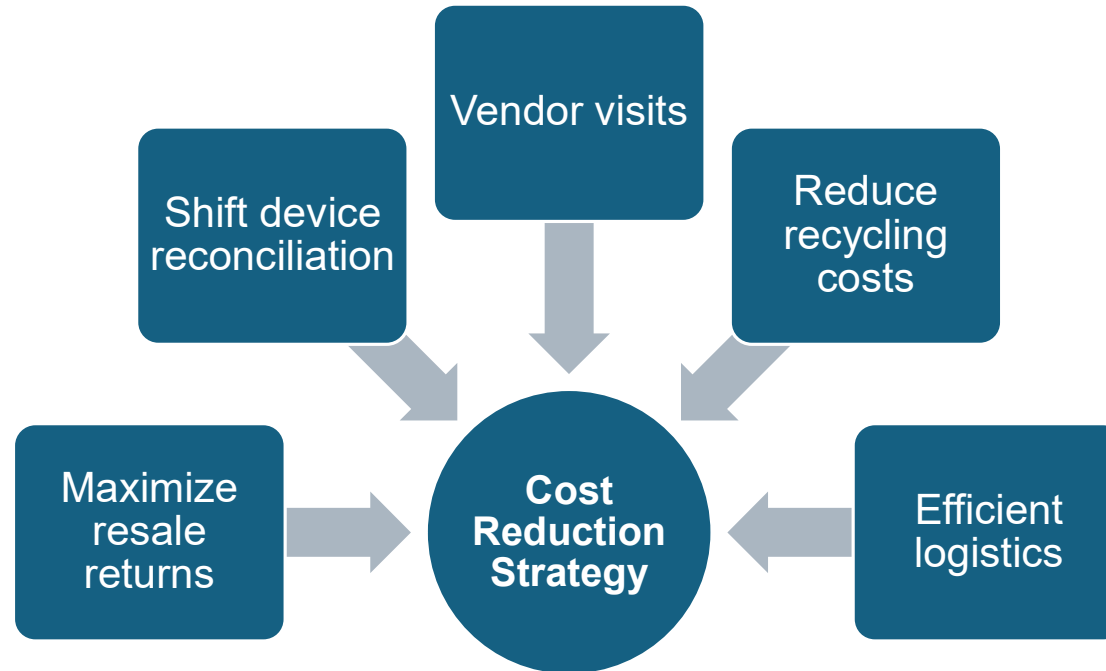 Vendor visits
Shift device
reconciliation
Reduce
recycling
costs
Maximize
resale
returns
Cost
Reduction
Strategy
Efficient
logistics